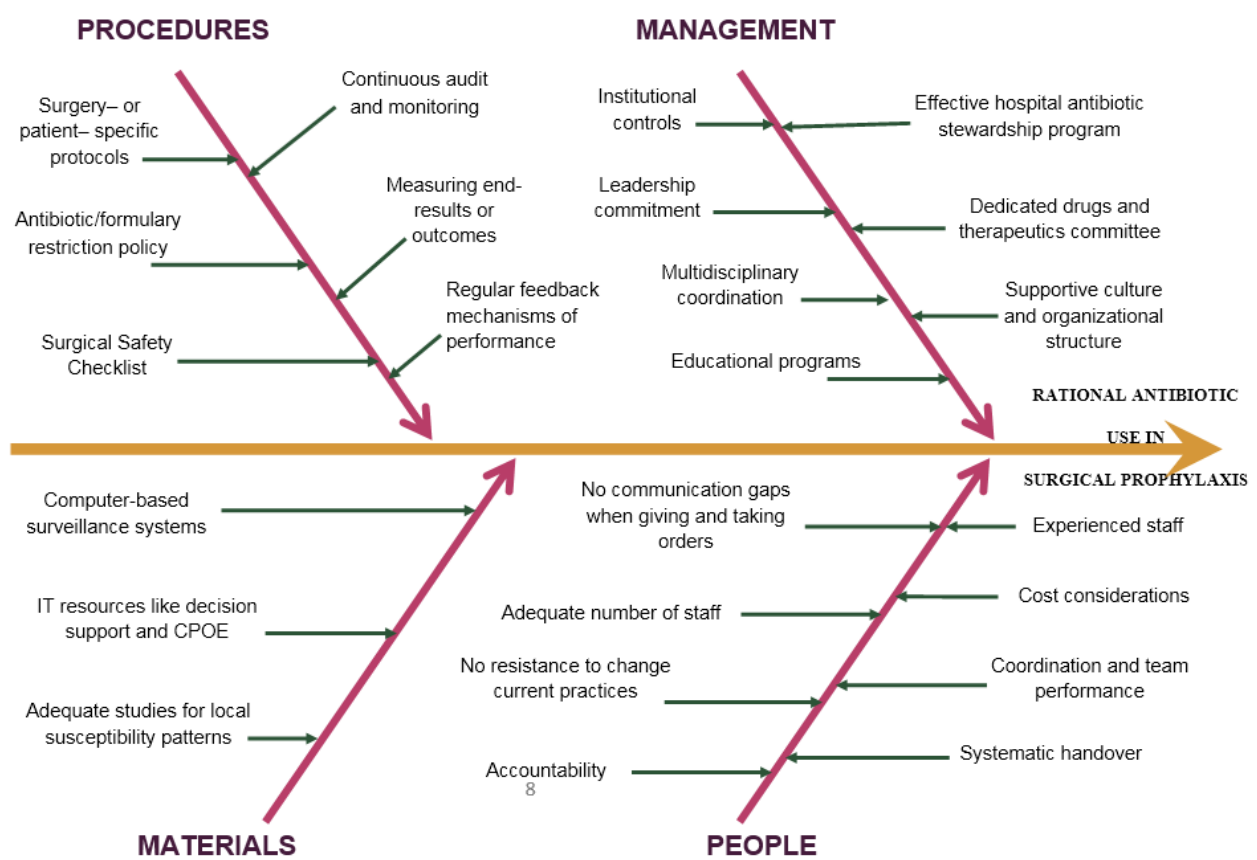 PROCEDURES
MANAGEMENT
Continuous audit
and monitoring
Surgery– or
patient– specific
protocols
Measuring end-
results or
outcomes
Antibiotic/formulary
restriction policy
Regular feedback
mechanisms of
performance
Surgical Safety
Checklist
Institutional
controls
Effective hospital antibiotic
stewardship program
Leadership
commitment
Dedicated drugs and
therapeutics committee
Multidisciplinary
coordination
Supportive culture
and organizational
structure
Educational programs
RATIONAL ANTIBIOTIC
USE IN
SURGICAL PROPHYLAXIS
Computer-based
surveillance systems
IT resources like decision
support and CPOE
Adequate studies for local
susceptibility patterns
No communication gaps
when giving and taking
orders
Experienced staff
Cost considerations
Adequate number of staff
No resistance to change
current practices
Coordination and team
performance
Systematic handover
Accountability
8
MATERIALS
PEOPLE